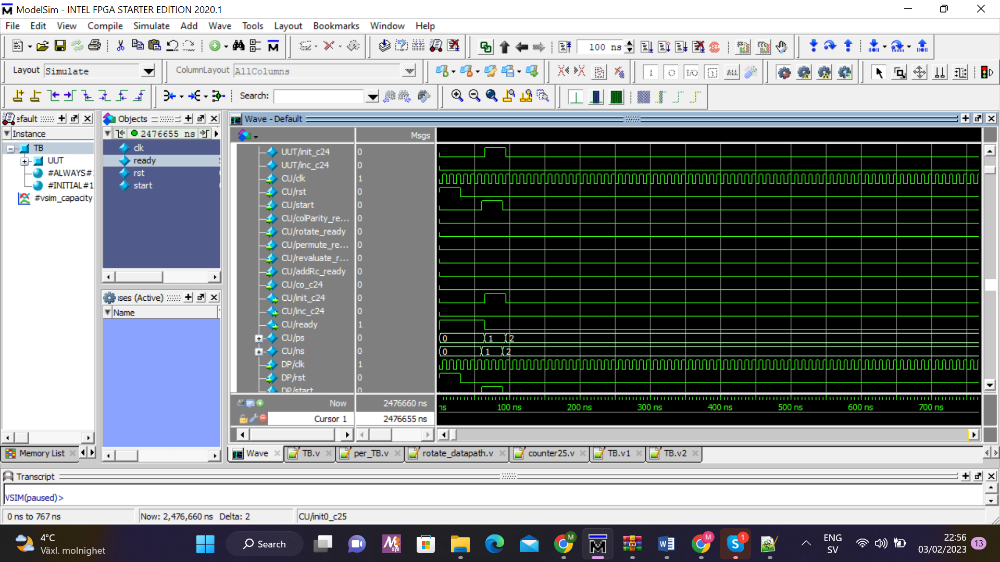 ModelSim - INTEL FPGA STARTER EDITION 2020.1
File Edit View Compile Simulate Add Wave Tools Layout Bookmarks Window Help
100 ns
Layout Simulate
ColumnLayout AllColumns
ALL
Search:
efault
Instance
TB
UUT
#ALWAYS#
#INITIAL#1
#vsim_capacity
Memory List
Objects
2476655 ns
clk
ready
rst
start
sses (Active)
Name
Wave - Default
Msgs
UUT/init_c24 0
UUT/inc_c24 0
CU/clk 1
CU/rst 0
CU/start 0
CU/colParity_re... 0
CU/rotate_ready 0
CU/permute_re... 0
CU/revaluate_r... 0
CU/addRc_ready 0
CU/co_c24 0
CU/init_c24 0
CU/inc_c24 0
CU/ready 1
CU/ps 0 0 1 2
CU/ns 0 0 1 2
DP/clk 1
DP/rst 0
DP/start 0
Now 2476660 ns
ns 100 ns 200 ns 300 ns 400 ns 500 ns 600 ns 700 ns
Cursor 1 2476655 ns
Wave TB.v per_TB.v rotate_datapath.v counter25.v TB.v1 TB.v2
Transcript
VSIM(paused)>
0 ns to 767 ns Now: 2,476,660 ns Delta: 2 CU/init0_c25
4°C
Växl. molnighet
Search
ENG
SV
22:56
03/02/2023
13